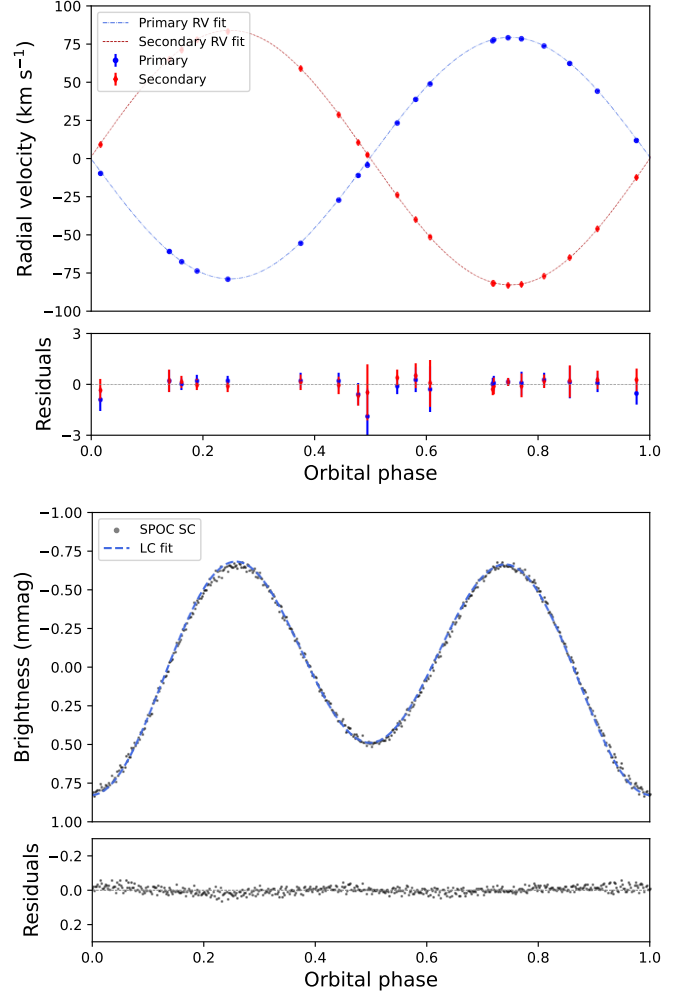 Radial velocity (km s⁻¹)
100
75
50
25
0
−25
−50
−75
−100
Primary RV fit
Secondary RV fit
Primary
Secondary
Residuals
3
0
−3
0.0 0.2 0.4 0.6 0.8 1.0
Orbital phase
Brightness (mmag)
−1.00
−0.75
−0.50
−0.25
0.00
0.25
0.50
0.75
1.00
SPOC SC
LC fit
Residuals
−0.2
0.0
0.2
0.0 0.2 0.4 0.6 0.8 1.0
Orbital phase